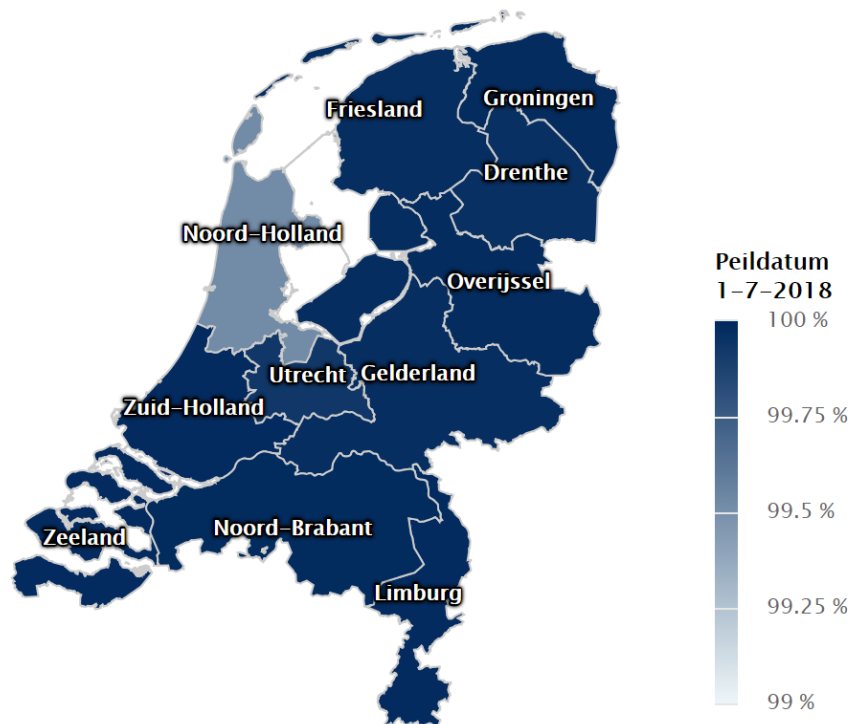 Groningen
Friesland
Drenthe
Noord-Holland
Overijssel
Utrecht
Gelderland
Zuid-Holland
Noord-Brabant
Zeeland
Limburg
Peildatum
1-7-2018
100 %
99.75 %
99.5 %
99.25 %
99 %